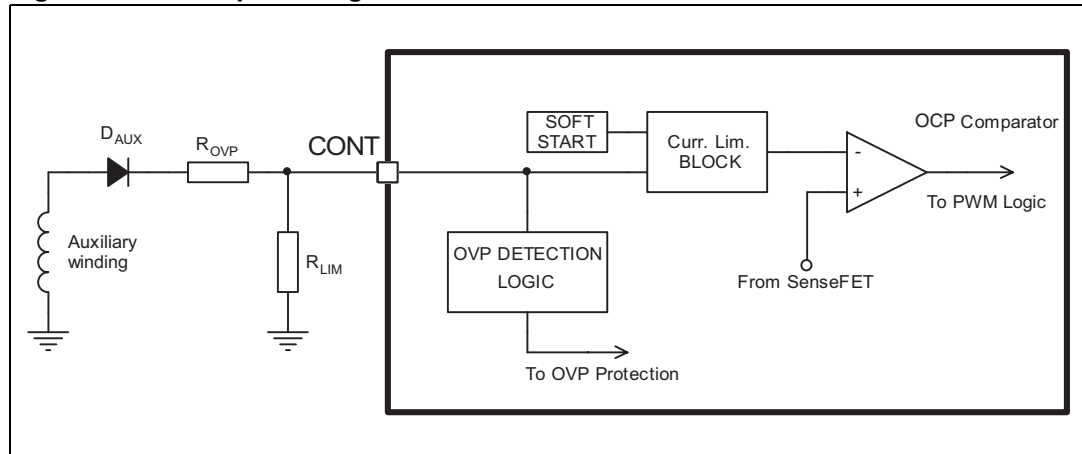 SOFT
START
Curr. Lim.
BLOCK
OCP Comparator
-
+
To PWM Logic
From SenseFET
D_AUX
R_OVP
CONT
Auxiliary
winding
R_LIM
OVP DETECTION
LOGIC
To OVP Protection